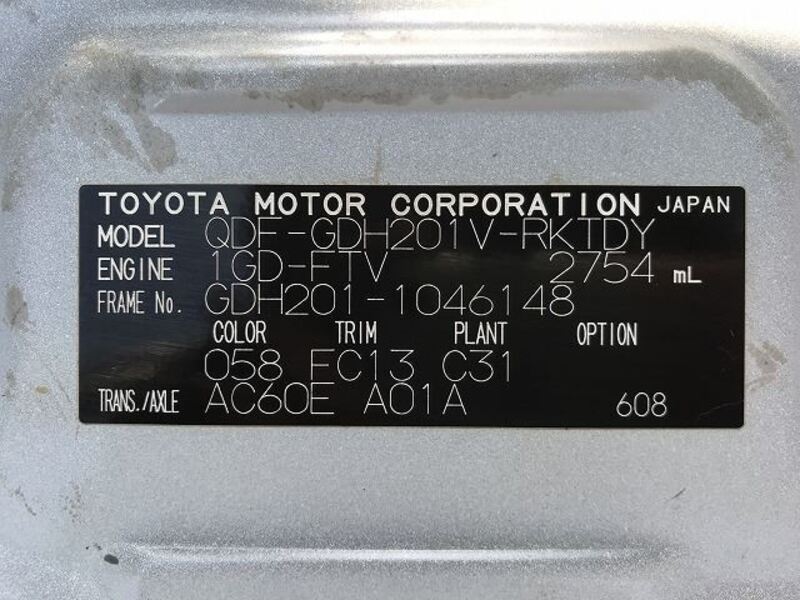 TOYOTA MOTOR CORPORATION JAPAN
MODEL QDF-GDH201V-RKTDY
ENGINE 1GD-FTV 2754 mL
FRAME No. GDH201-1046148
COLOR TRIM PLANT OPTION
058 FC13 C31
TRANS./AXLE AC60E A01A 608